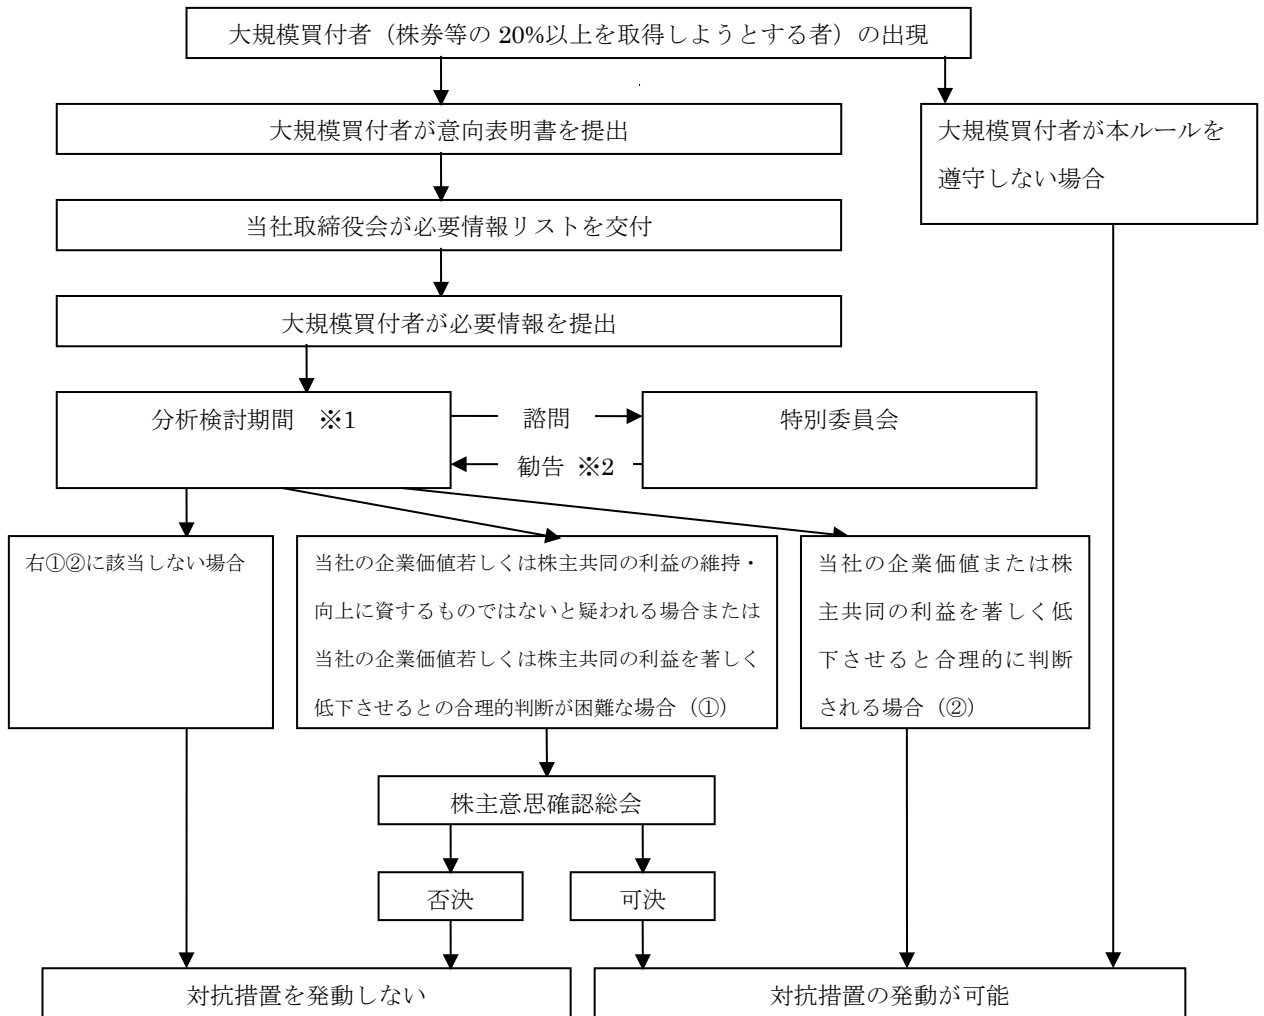 大規模買付者（株券等の 20%以上を取得しようとする者）の出現
大規模買付者が意向表明書を提出
大規模買付者が本ルールを
遵守しない場合
当社取締役会が必要情報リストを交付
大規模買付者が必要情報を提出
分析検討期間　※1
諮問
勧告 ※2
特別委員会
右①②に該当しない場合
当社の企業価値若しくは株主共同の利益の維持・
向上に資するものではないと疑われる場合または
当社の企業価値若しくは株主共同の利益を著しく
低下させるとの合理的判断が困難な場合（①）
当社の企業価値または株
主共同の利益を著しく低
下させると合理的に判断
される場合（②）
株主意思確認総会
否決
可決
対抗措置を発動しない
対抗措置の発動が可能